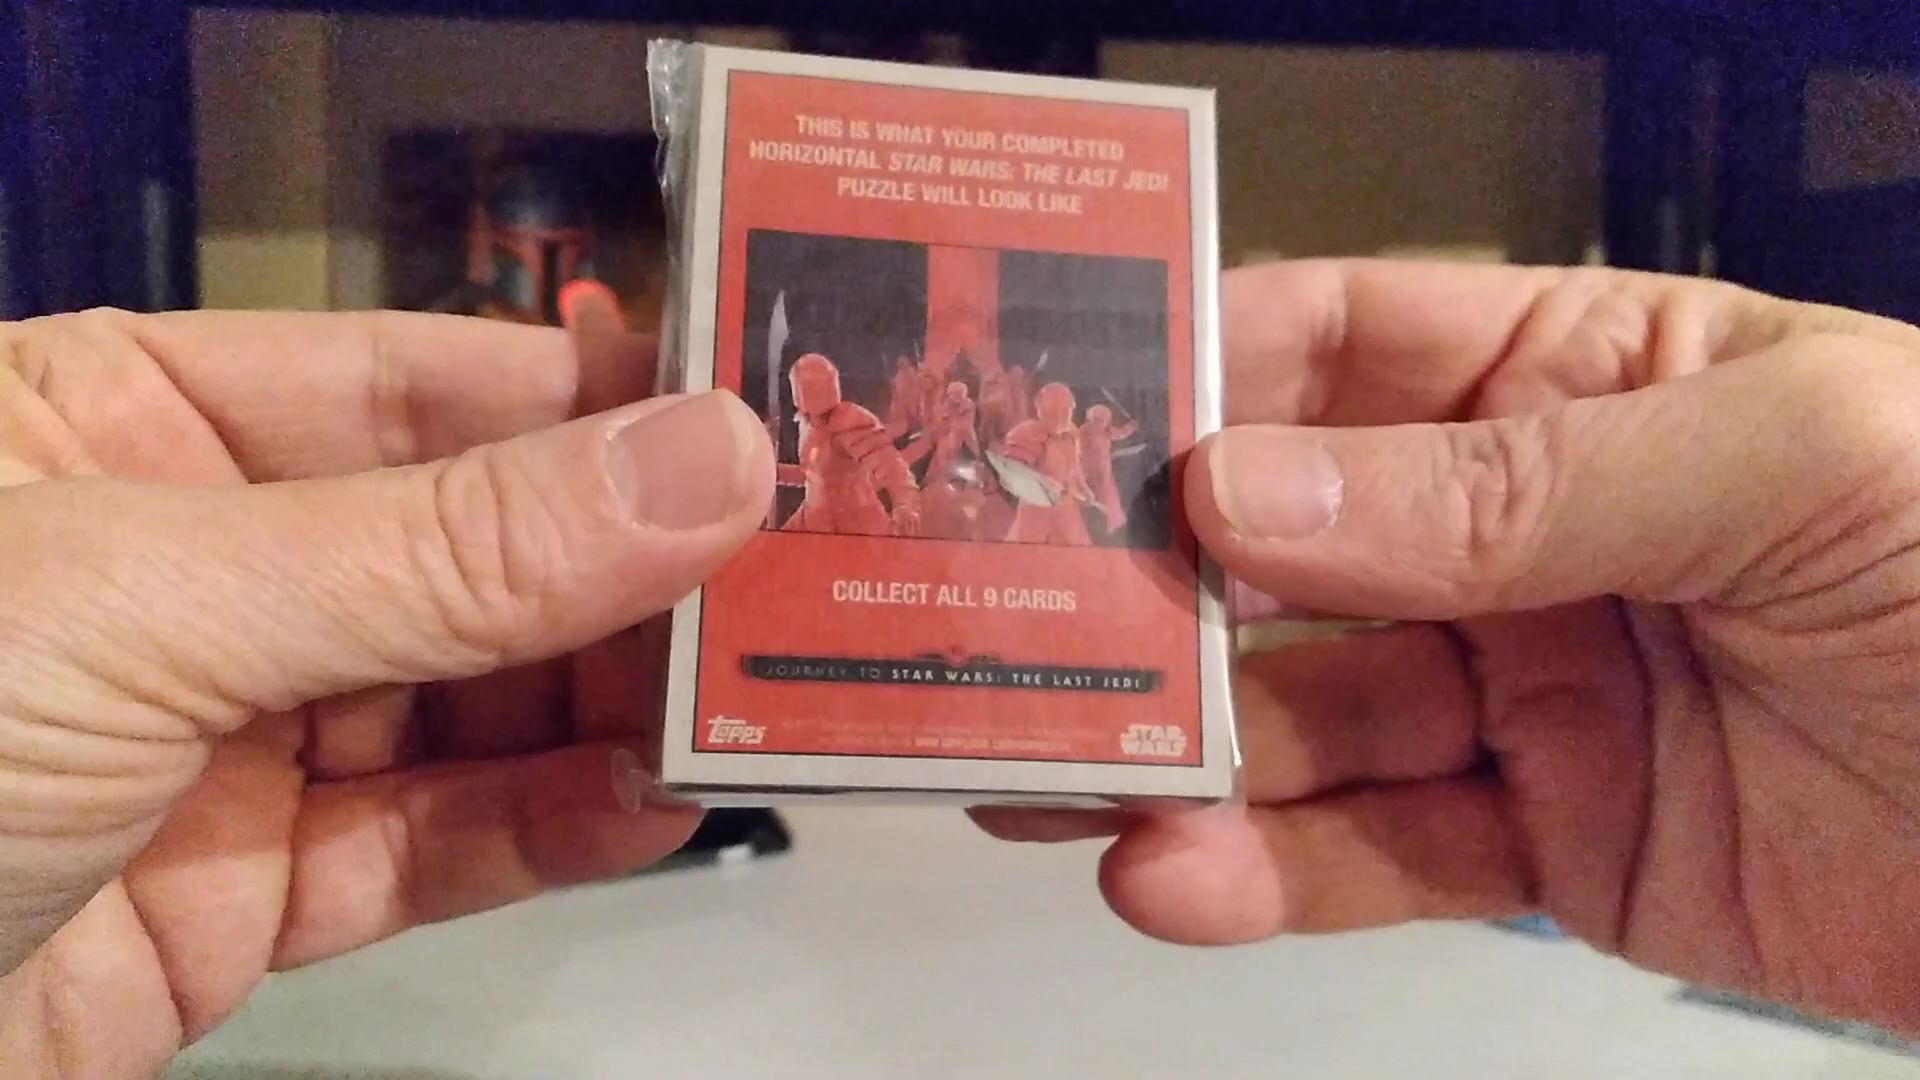 THIS IS WHAT YOUR COMPLETED
HORIZONTAL STAR WARS: THE LAST JEDI
PUZZLE WILL LOOK LIKE
COLLECT ALL 9 CARDS
JOURNEY TO STAR WARS: THE LAST JEDI
Topps
STAR
WARS